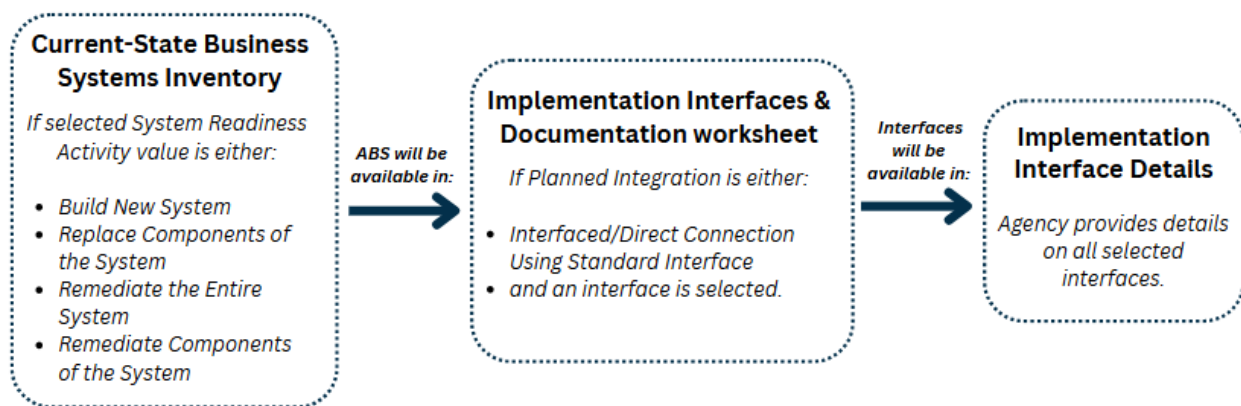 Current-State Business
Systems Inventory
If selected System Readiness
Activity value is either:
• Build New System
• Replace Components of
the System
• Remediate the Entire
System
• Remediate Components
of the System
ABS will be
available in:
Implementation Interfaces &
Documentation worksheet
If Planned Integration is either:
• Interfaced/Direct Connection
Using Standard Interface
• and an interface is selected.
Interfaces
will be
available in:
Implementation
Interface Details
Agency provides details
on all selected
interfaces.